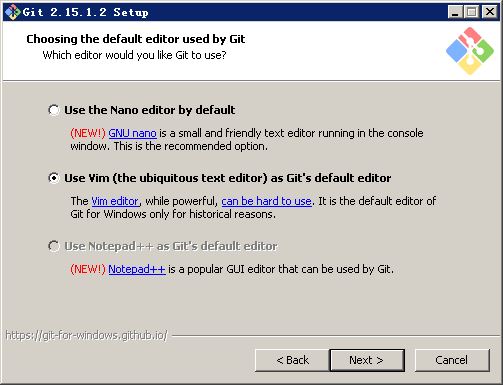 Git 2.15.1.2 Setup
Choosing the default editor used by Git
Which editor would you like Git to use?
Use the Nano editor by default
(NEW!) GNU nano is a small and friendly text editor running in the console
window. This is the recommended option.
Use Vim (the ubiquitous text editor) as Git's default editor
The Vim editor, while powerful, can be hard to use. It is the default editor of
Git for Windows only for historical reasons.
Use Notepad++ as Git's default editor
(NEW!) Notepad++ is a popular GUI editor that can be used by Git.
https://git-for-windows.github.io/
< Back
Next >
Cancel